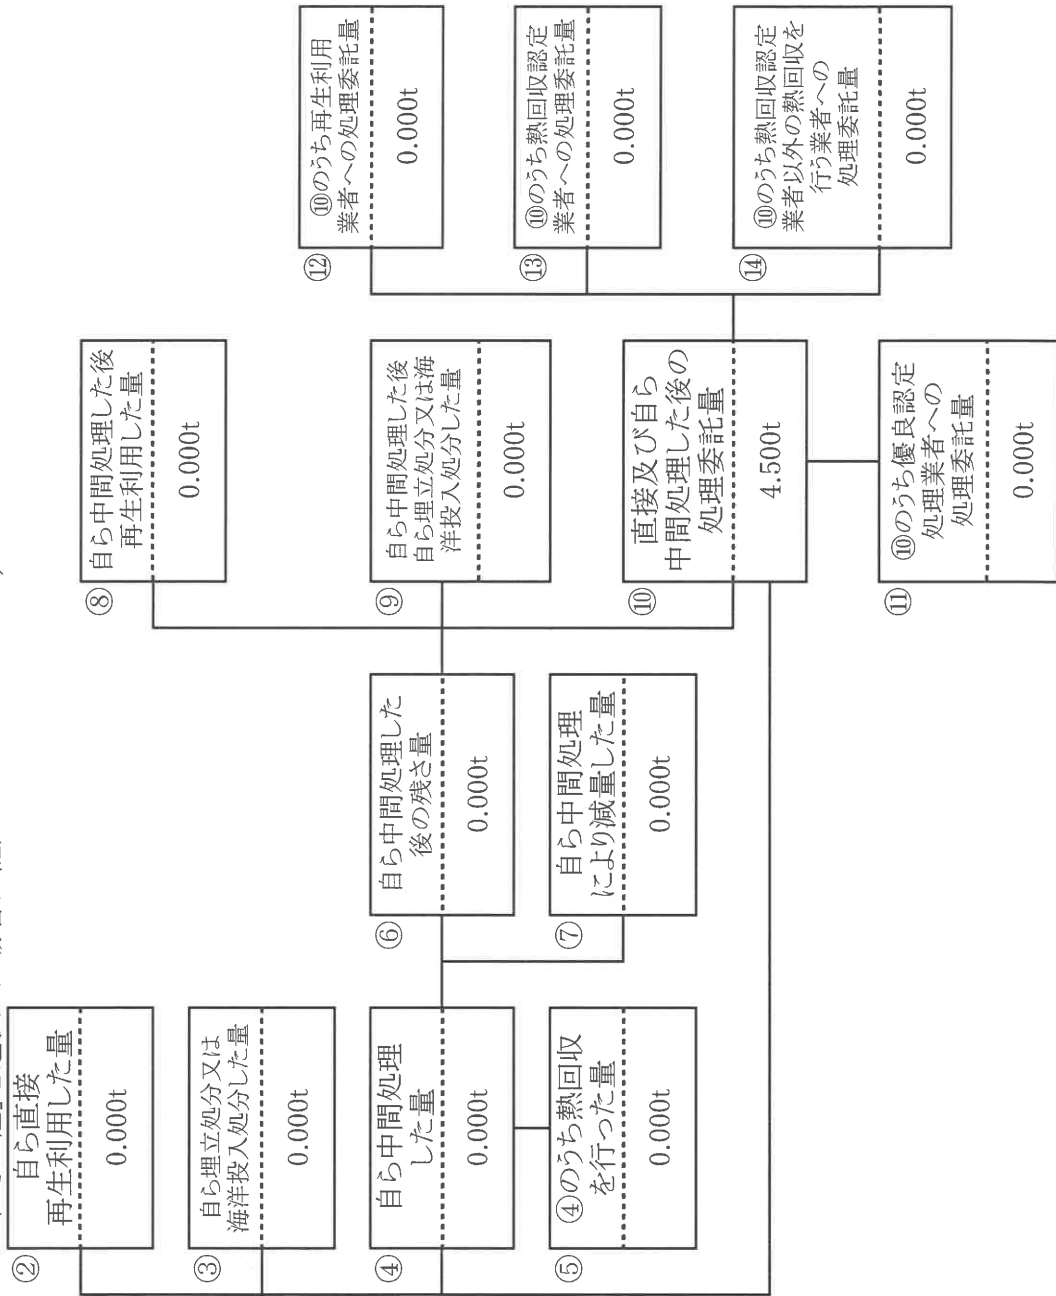 ②
自ら直接
再生利用した量
0.000t
③
自ら埋立処分又は
海洋投入処分した量
0.000t
④
自ら中間処理
した量
0.000t
⑤
④のうち熱回収
を行った量
0.000t
⑥
自ら中間処理した
後の残さ量
0.000t
⑦
自ら中間処理
により減量した量
0.000t
⑧
自ら中間処理した後
再生利用した量
0.000t
⑨
自ら中間処理した後
自ら埋立処分又は海
洋投入処分した量
0.000t
⑩
直接及び自ら
中間処理した後の
処理委託量
4.500t
⑪
⑩のうち優良認定
処理業者への
処理委託量
0.000t
⑫
⑩のうち再生利用
業者への処理委託量
0.000t
⑬
⑩のうち熱回収認定
業者への処理委託量
0.000t
⑭
⑩のうち熱回収認定
業者以外の熱回収を
行う業者への
処理委託量
0.000t